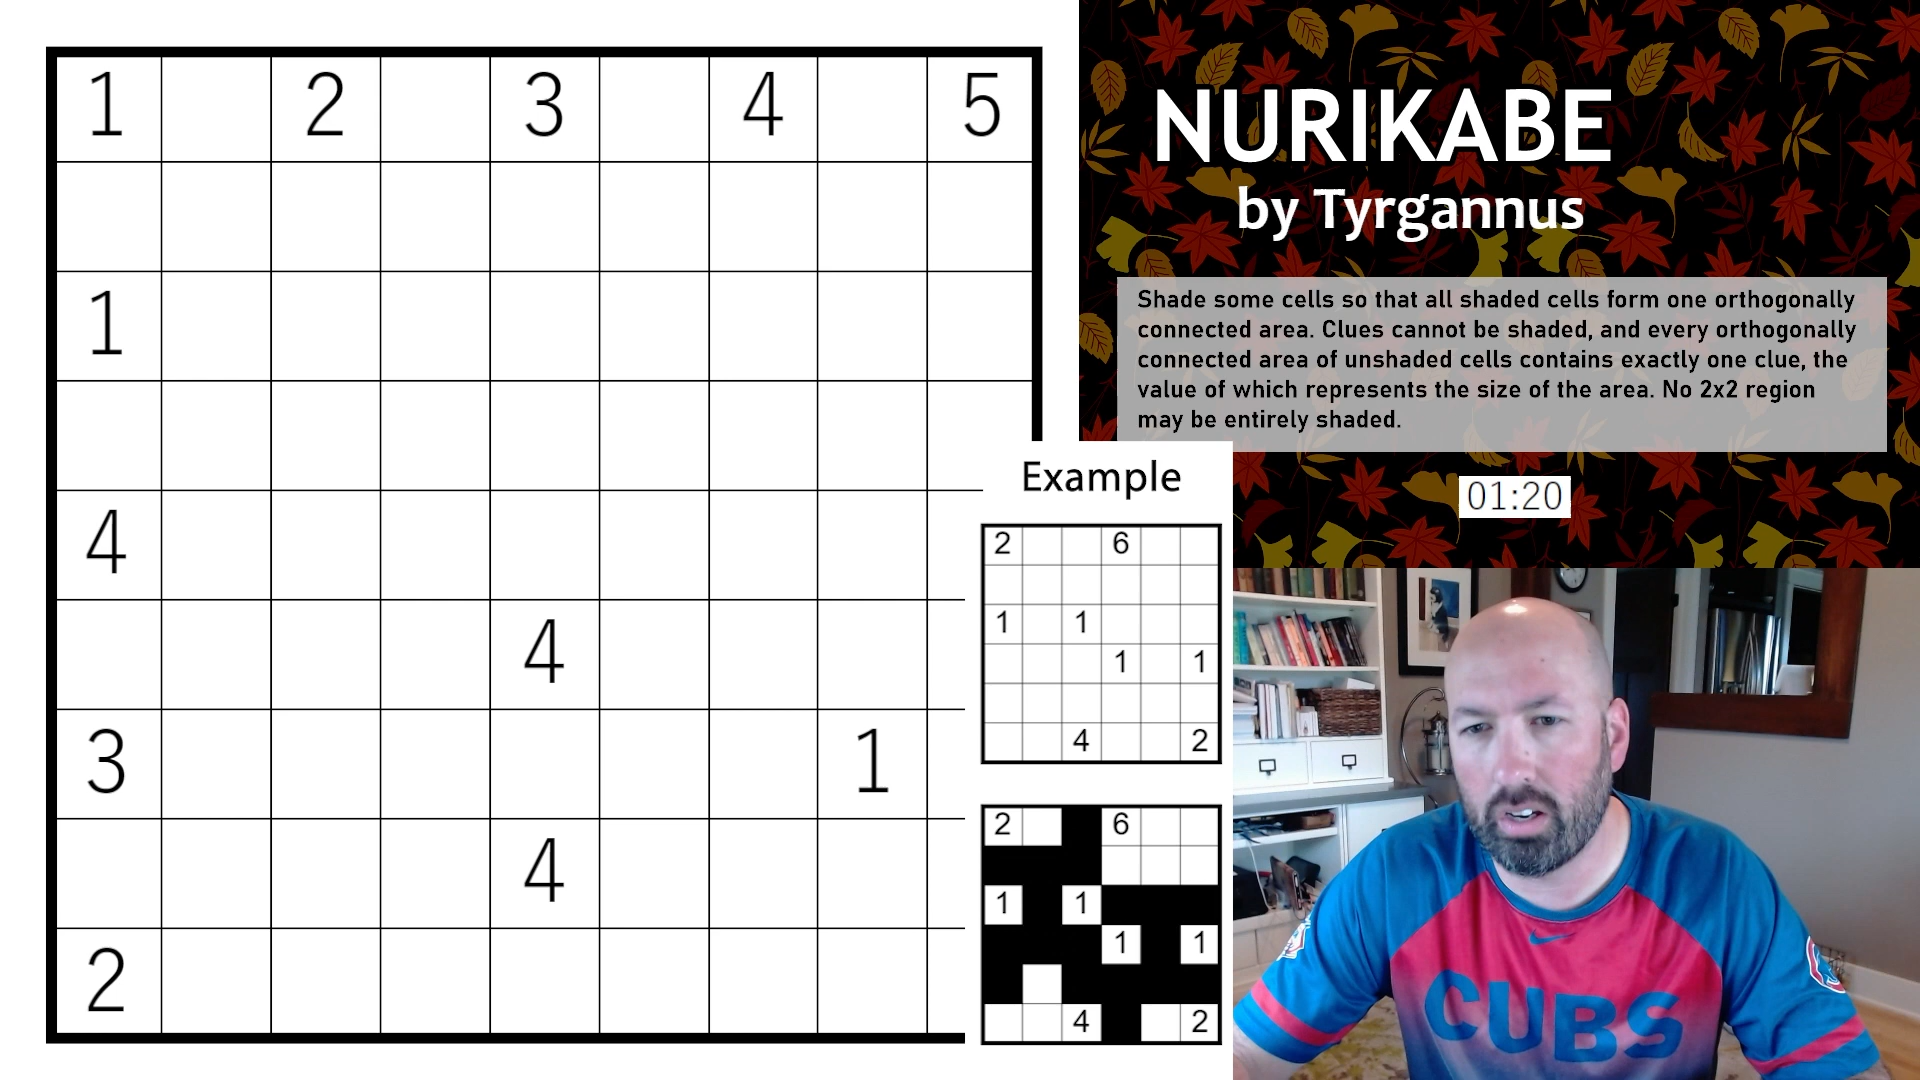 1 2 3 4 5
1
4
4
3 1
4
2
NURIKABE
by Tyrgannus
Shade some cells so that all shaded cells form one orthogonally
connected area. Clues cannot be shaded, and every orthogonally
connected area of unshaded cells contains exactly one clue, the
value of which represents the size of the area. No 2x2 region
may be entirely shaded.
01:20
Example
2 6
1 1
1 1
4 2
2 6
1 1
1 1
4 2
CUBS